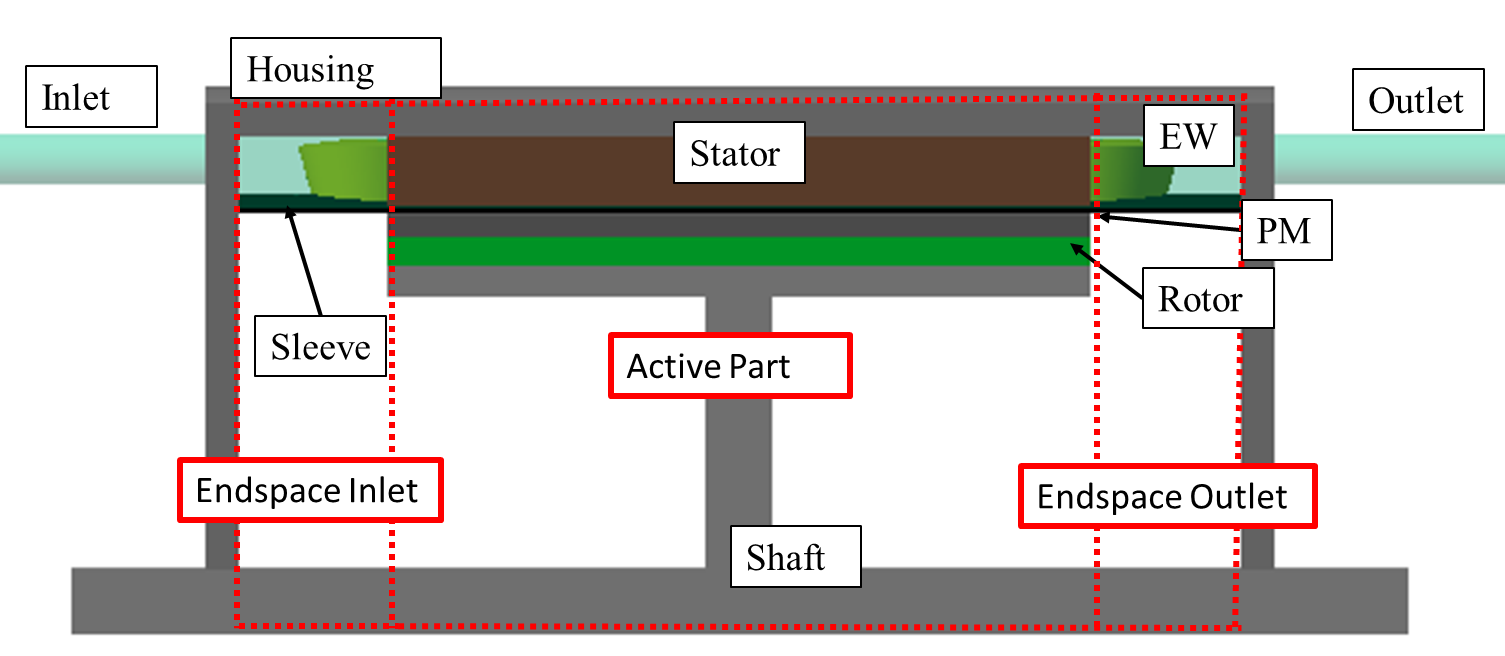 Housing
Inlet
Outlet
EW
Stator
PM
Rotor
Sleeve
Active Part
Endspace Inlet
Endspace Outlet
Shaft